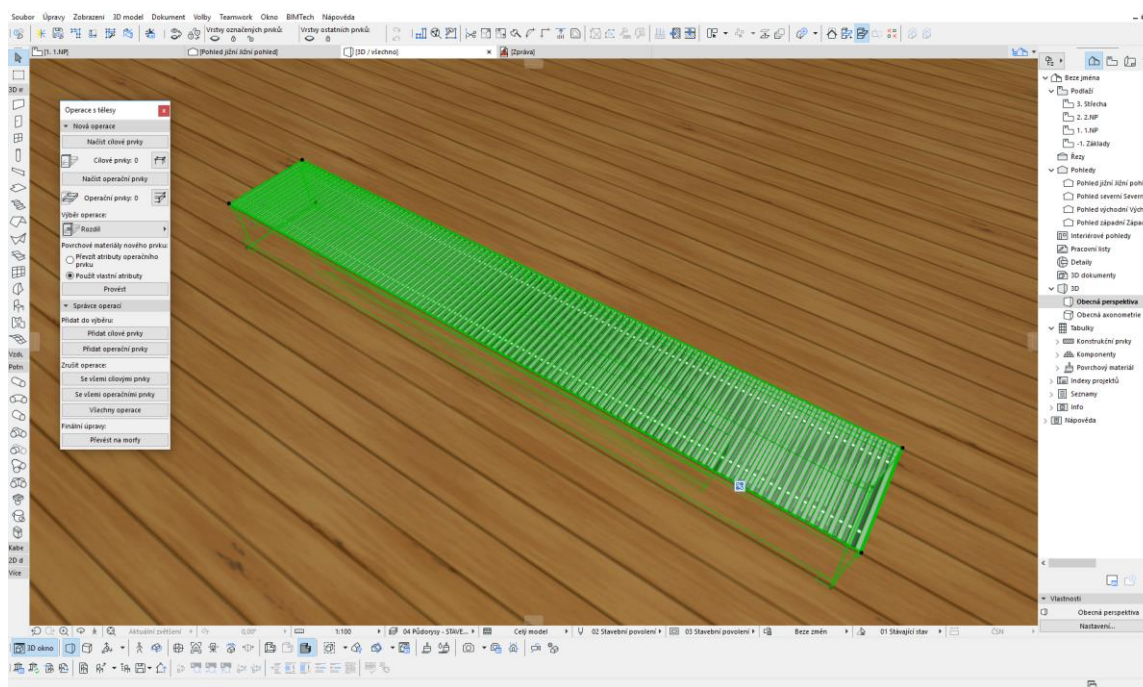 Soubor Úpravy Zobrazení 3D model Dokument Volby Teamwork Okno BIMTech Nápověda
Vrstvy označených prvků:
Vrstvy ostatních prvků:
[1. 1.NP]
[Pohled jižní Jižní pohled]
[3D / všechno]
[Zpráva]
Operace s tělesy
Nová operace
Načíst cílové prvky
Cílové prvky: 0
Načíst operační prvky
Operační prvky: 0
Výběr operace:
Rozdíl
Povrchové materiály nového prvku:
Převzít atributy operačního
prvku
Použít vlastní atributy
Provést
Správce operací
Přidat do výběru:
Přidat cílové prvky
Přidat operační prvky
Zrušit operace:
Se všemi cílovými prvky
Se všemi operačními prvky
Všechny operace
Finální úpravy:
Převést na morfy
Vzdk.
Potn
Kabe
2D d
Více
Beze jména
Podlaží
3. Střecha
2. 2.NP
1. 1.NP
-1. Základy
Řezy
Pohledy
Pohled jižní Jižní pohl
Pohled severní Severn
Pohled východní Vých
Pohled západní Západ
Interiérové pohledy
Pracovní listy
Detaily
3D dokumenty
3D
Obecná perspektiva
Obecná axonometrie
Tabulky
Konstrukční prvky
Komponenty
Povrchový materiál
Indexy projektů
Seznamy
Info
Nápověda
Vlastnosti
Obecná perspektiva
Nastavení...
Aktuální zvětšení
0,00°
1:100
04 Půdorysy - STAVE...
Celý model
02 Stavební povolení
03 Stavební povolení
Beze změn
01 Stávající stav
ČSN
3D okno